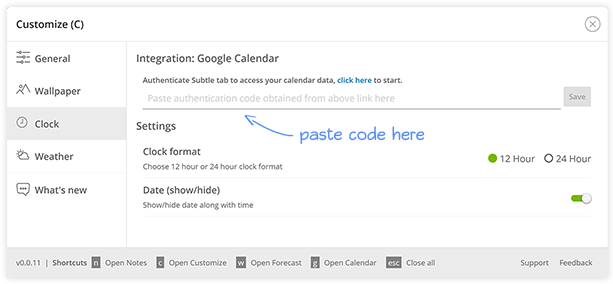 Customize (C)
General
Wallpaper
Clock
Weather
What's new
Integration: Google Calendar
Authenticate Subtle tab to access your calendar data, click here to start.
Paste authentication code obtained from above link here
Save
paste code here
Settings
Clock format
Choose 12 hour or 24 hour clock format
12 Hour 24 Hour
Date (show/hide)
Show/hide date along with time
v0.0.11 | Shortcuts n Open Notes c Open Customize w Open Forecast g Open Calendar esc Close all Support Feedback